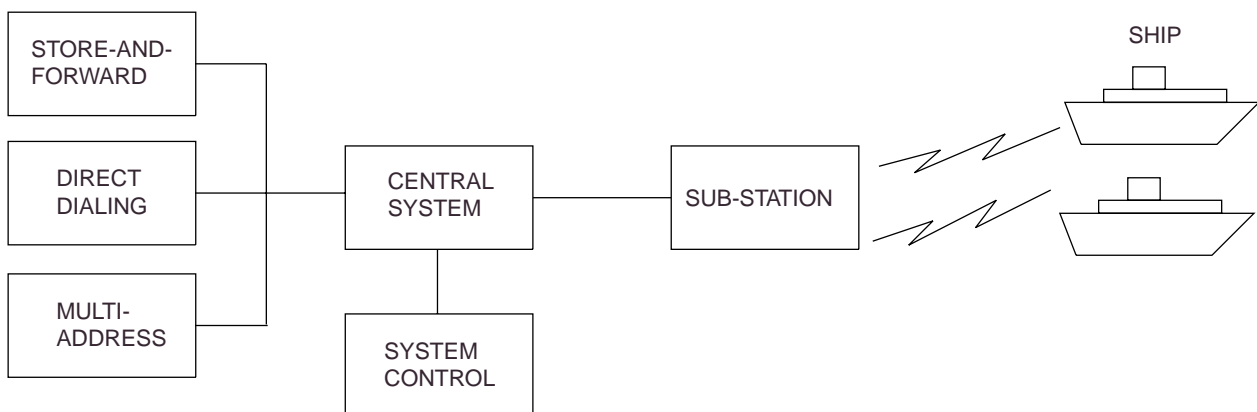 STORE-AND-
FORWARD
DIRECT
DIALING
MULTI-
ADDRESS
CENTRAL
SYSTEM
SYSTEM
CONTROL
SUB-STATION
SHIP